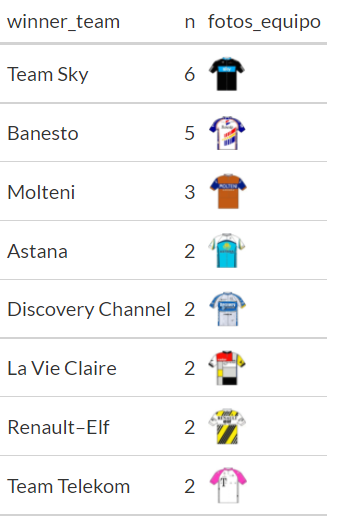 winner_team n fotos_equipo
Team Sky 6
Banesto 5
Molteni 3 MOLTENI
Astana 2
Discovery Channel 2
La Vie Claire 2
Renault–Elf 2
Team Telekom 2